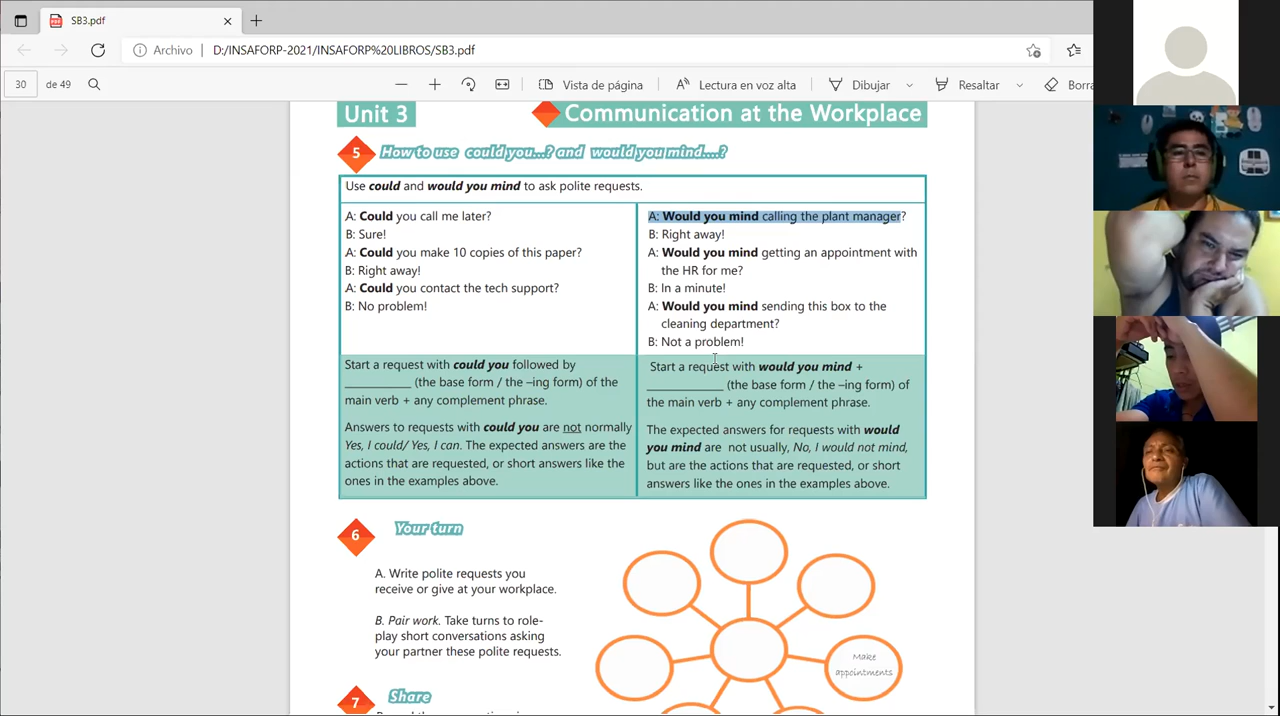 SB3.pdf
Archivo D:/INSAFORP-2021/INSAFORP%20LIBROS/SB3.pdf
30 de 49 Vista de página Lectura en voz alta Dibujar Resaltar Borra
Unit 3 Communication at the Workplace
5 How to use could you...? and would you mind....?
Use could and would you mind to ask polite requests.
A: Could you call me later?
B: Sure!
A: Could you make 10 copies of this paper?
B: Right away!
A: Could you contact the tech support?
B: No problem!
A: Would you mind calling the plant manager?
B: Right away!
A: Would you mind getting an appointment with
the HR for me?
B: In a minute!
A: Would you mind sending this box to the
cleaning department?
B: Not a problem!
Start a request with could you followed by
___________ (the base form / the –ing form) of the
main verb + any complement phrase.
Answers to requests with could you are not normally
Yes, I could/ Yes, I can. The expected answers are the
actions that are requested, or short answers like the
ones in the examples above.
Start a request with would you mind +
_____________ (the base form / the –ing form) of
the main verb + any complement phrase.
The expected answers for requests with would
you mind are not usually, No, I would not mind,
but are the actions that are requested, or short
answers like the ones in the examples above.
6 Your turn
A. Write polite requests you
receive or give at your workplace.
B. Pair work. Take turns to role-
play short conversations asking
your partner these polite requests.
Make
appointments
7 Share